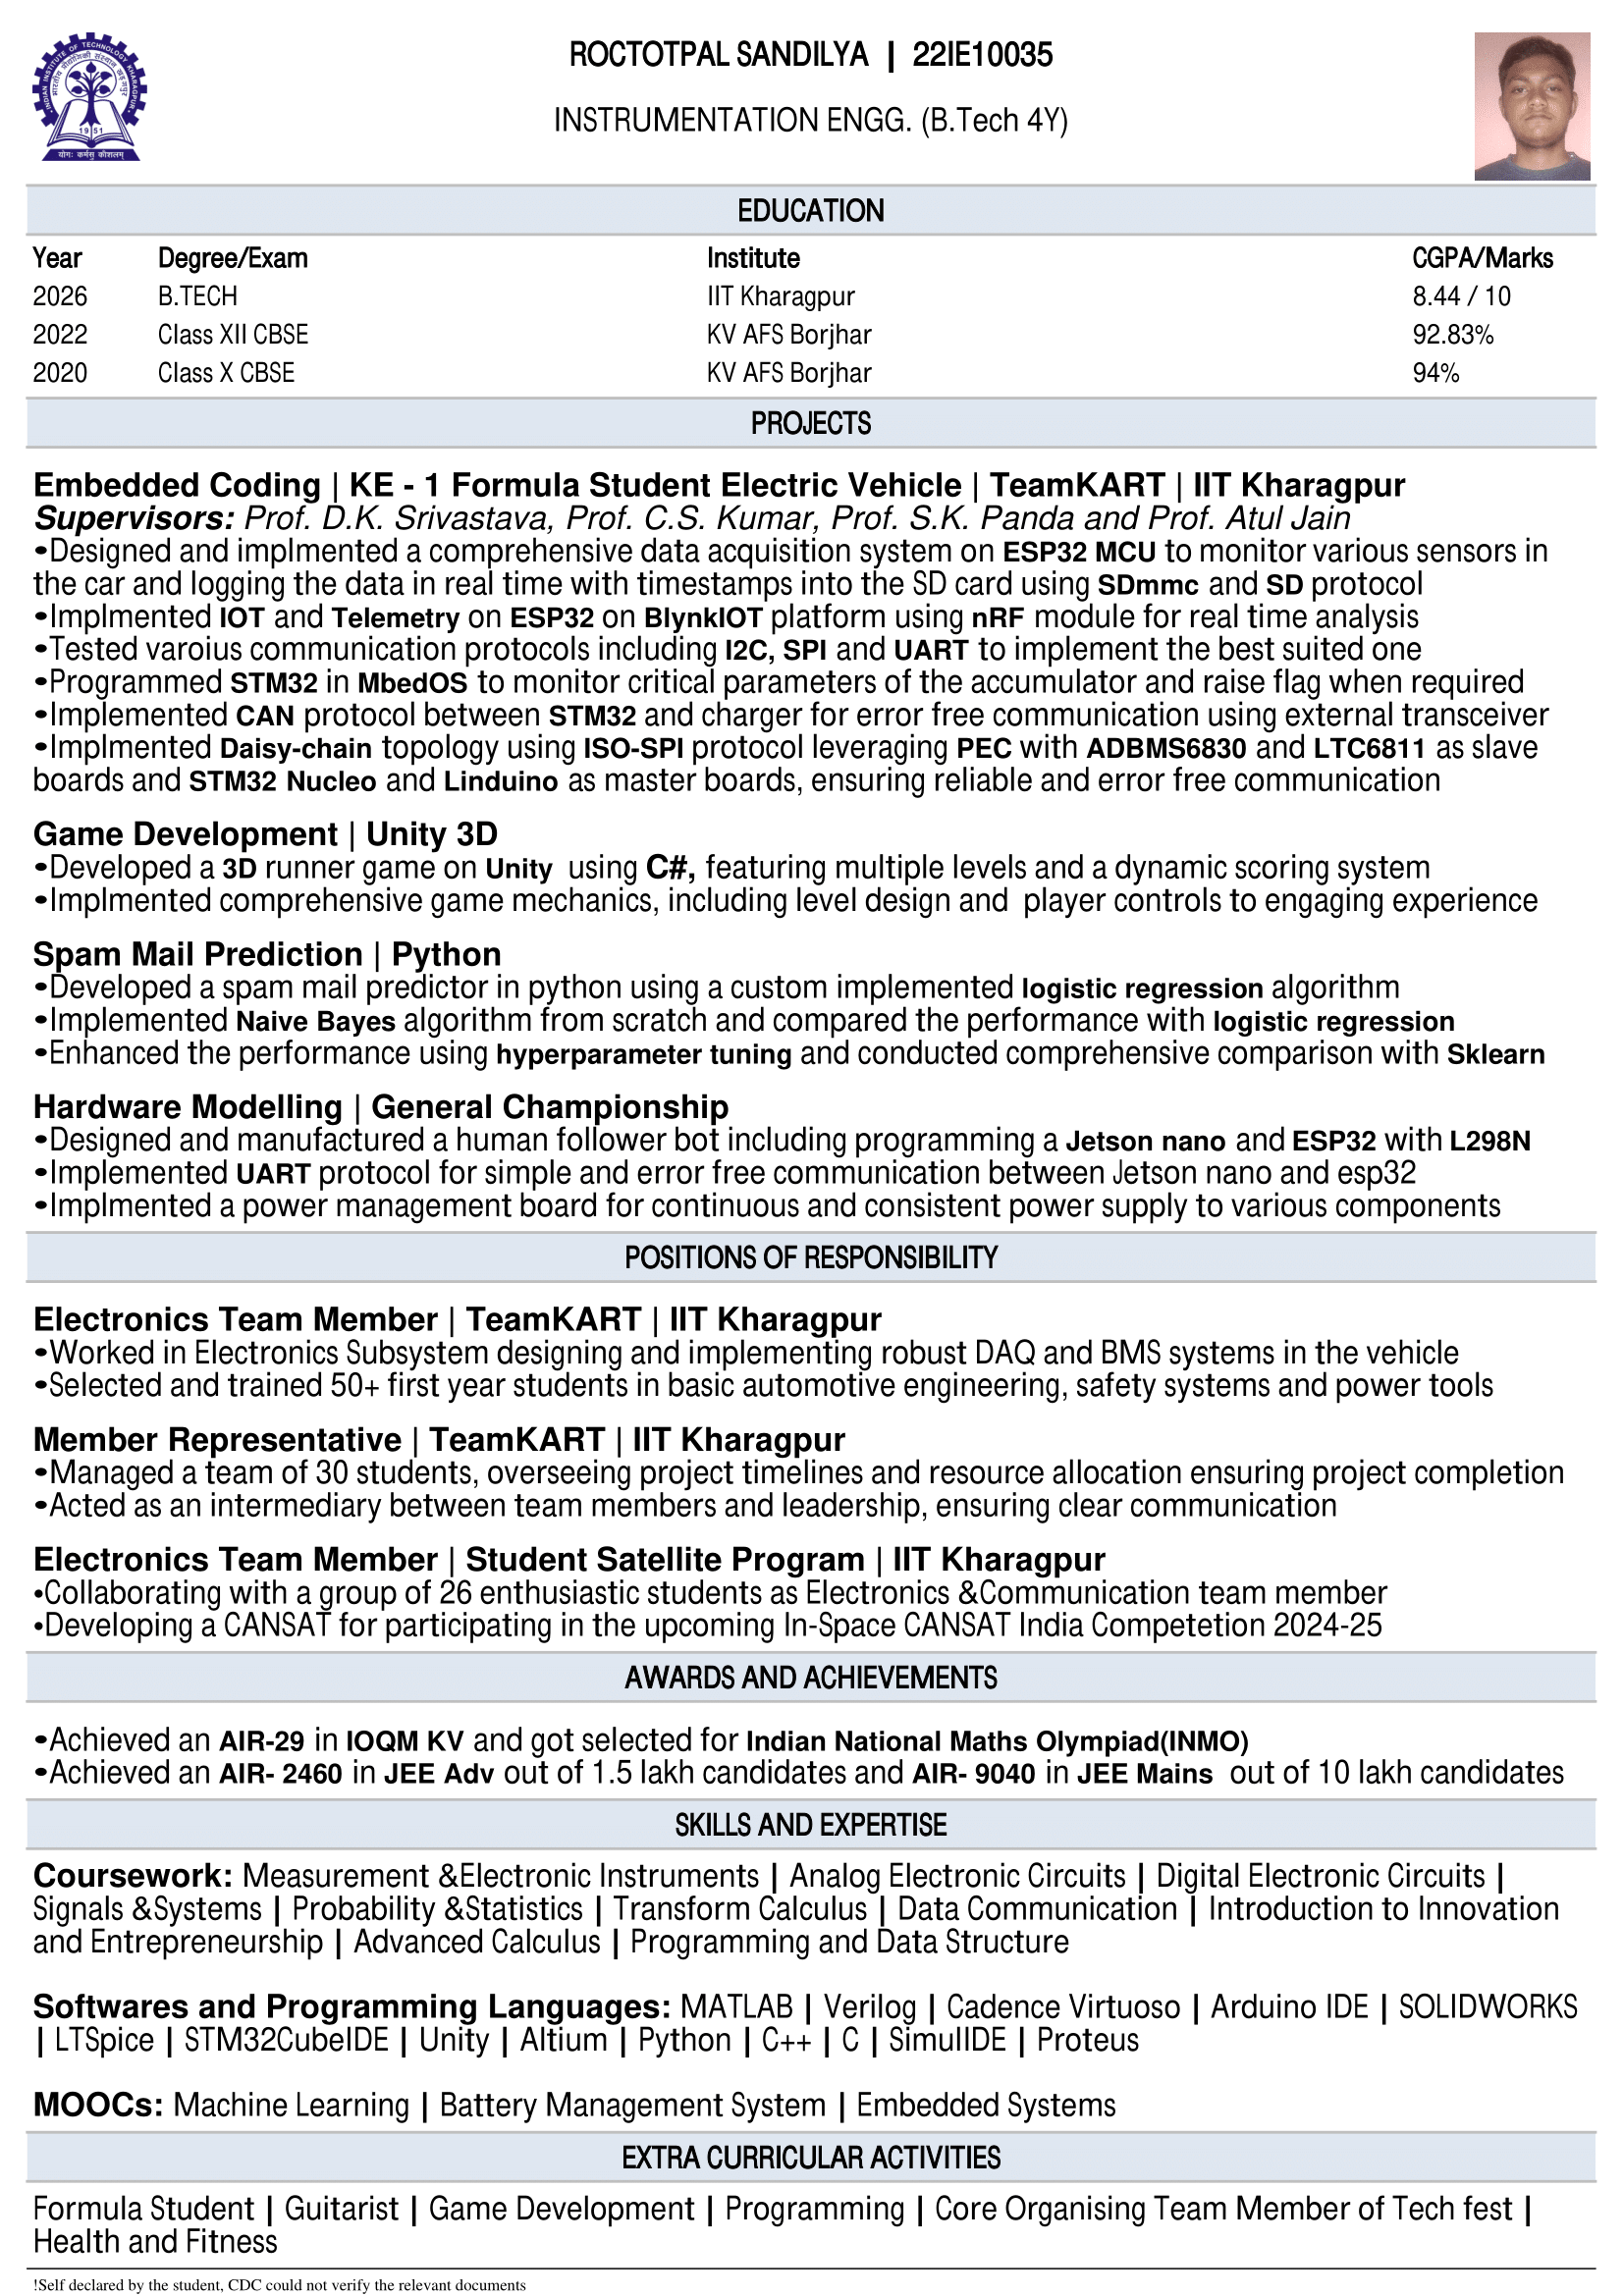 INDIAN INSTITUTE OF TECHNOLOGY KHARAGPUR
भारतीय प्रौद्योगिकी संस्थान खड़गपुर
1951
योगः कर्मसु कौशलम्
ROCTOTPAL SANDILYA | 22IE10035
INSTRUMENTATION ENGG. (B.Tech 4Y)
EDUCATION
Year Degree/Exam Institute CGPA/Marks
2026 B.TECH IIT Kharagpur 8.44 / 10
2022 Class XII CBSE KV AFS Borjhar 92.83%
2020 Class X CBSE KV AFS Borjhar 94%
PROJECTS
Embedded Coding | KE - 1 Formula Student Electric Vehicle | TeamKART | IIT Kharagpur
Supervisors: Prof. D.K. Srivastava, Prof. C.S. Kumar, Prof. S.K. Panda and Prof. Atul Jain
•Designed and implmented a comprehensive data acquisition system on ESP32 MCU to monitor various sensors in
the car and logging the data in real time with timestamps into the SD card using SDmmc and SD protocol
•Implmented IOT and Telemetry on ESP32 on BlynkIOT platform using nRF module for real time analysis
•Tested varoius communication protocols including I2C, SPI and UART to implement the best suited one
•Programmed STM32 in MbedOS to monitor critical parameters of the accumulator and raise flag when required
•Implemented CAN protocol between STM32 and charger for error free communication using external transceiver
•Implmented Daisy-chain topology using ISO-SPI protocol leveraging PEC with ADBMS6830 and LTC6811 as slave
boards and STM32 Nucleo and Linduino as master boards, ensuring reliable and error free communication
Game Development | Unity 3D
•Developed a 3D runner game on Unity using C#, featuring multiple levels and a dynamic scoring system
•Implmented comprehensive game mechanics, including level design and player controls to engaging experience
Spam Mail Prediction | Python
•Developed a spam mail predictor in python using a custom implemented logistic regression algorithm
•Implemented Naive Bayes algorithm from scratch and compared the performance with logistic regression
•Enhanced the performance using hyperparameter tuning and conducted comprehensive comparison with Sklearn
Hardware Modelling | General Championship
•Designed and manufactured a human follower bot including programming a Jetson nano and ESP32 with L298N
•Implemented UART protocol for simple and error free communication between Jetson nano and esp32
•Implmented a power management board for continuous and consistent power supply to various components
POSITIONS OF RESPONSIBILITY
Electronics Team Member | TeamKART | IIT Kharagpur
•Worked in Electronics Subsystem designing and implementing robust DAQ and BMS systems in the vehicle
•Selected and trained 50+ first year students in basic automotive engineering, safety systems and power tools
Member Representative | TeamKART | IIT Kharagpur
•Managed a team of 30 students, overseeing project timelines and resource allocation ensuring project completion
•Acted as an intermediary between team members and leadership, ensuring clear communication
Electronics Team Member | Student Satellite Program | IIT Kharagpur
•Collaborating with a group of 26 enthusiastic students as Electronics &Communication team member
•Developing a CANSAT for participating in the upcoming In-Space CANSAT India Competetion 2024-25
AWARDS AND ACHIEVEMENTS
•Achieved an AIR-29 in IOQM KV and got selected for Indian National Maths Olympiad(INMO)
•Achieved an AIR- 2460 in JEE Adv out of 1.5 lakh candidates and AIR- 9040 in JEE Mains out of 10 lakh candidates
SKILLS AND EXPERTISE
Coursework: Measurement &Electronic Instruments | Analog Electronic Circuits | Digital Electronic Circuits |
Signals &Systems | Probability &Statistics | Transform Calculus | Data Communication | Introduction to Innovation
and Entrepreneurship | Advanced Calculus | Programming and Data Structure
Softwares and Programming Languages: MATLAB | Verilog | Cadence Virtuoso | Arduino IDE | SOLIDWORKS
| LTSpice | STM32CubeIDE | Unity | Altium | Python | C++ | C | SimulIDE | Proteus
MOOCs: Machine Learning | Battery Management System | Embedded Systems
EXTRA CURRICULAR ACTIVITIES
Formula Student | Guitarist | Game Development | Programming | Core Organising Team Member of Tech fest |
Health and Fitness
!Self declared by the student, CDC could not verify the relevant documents